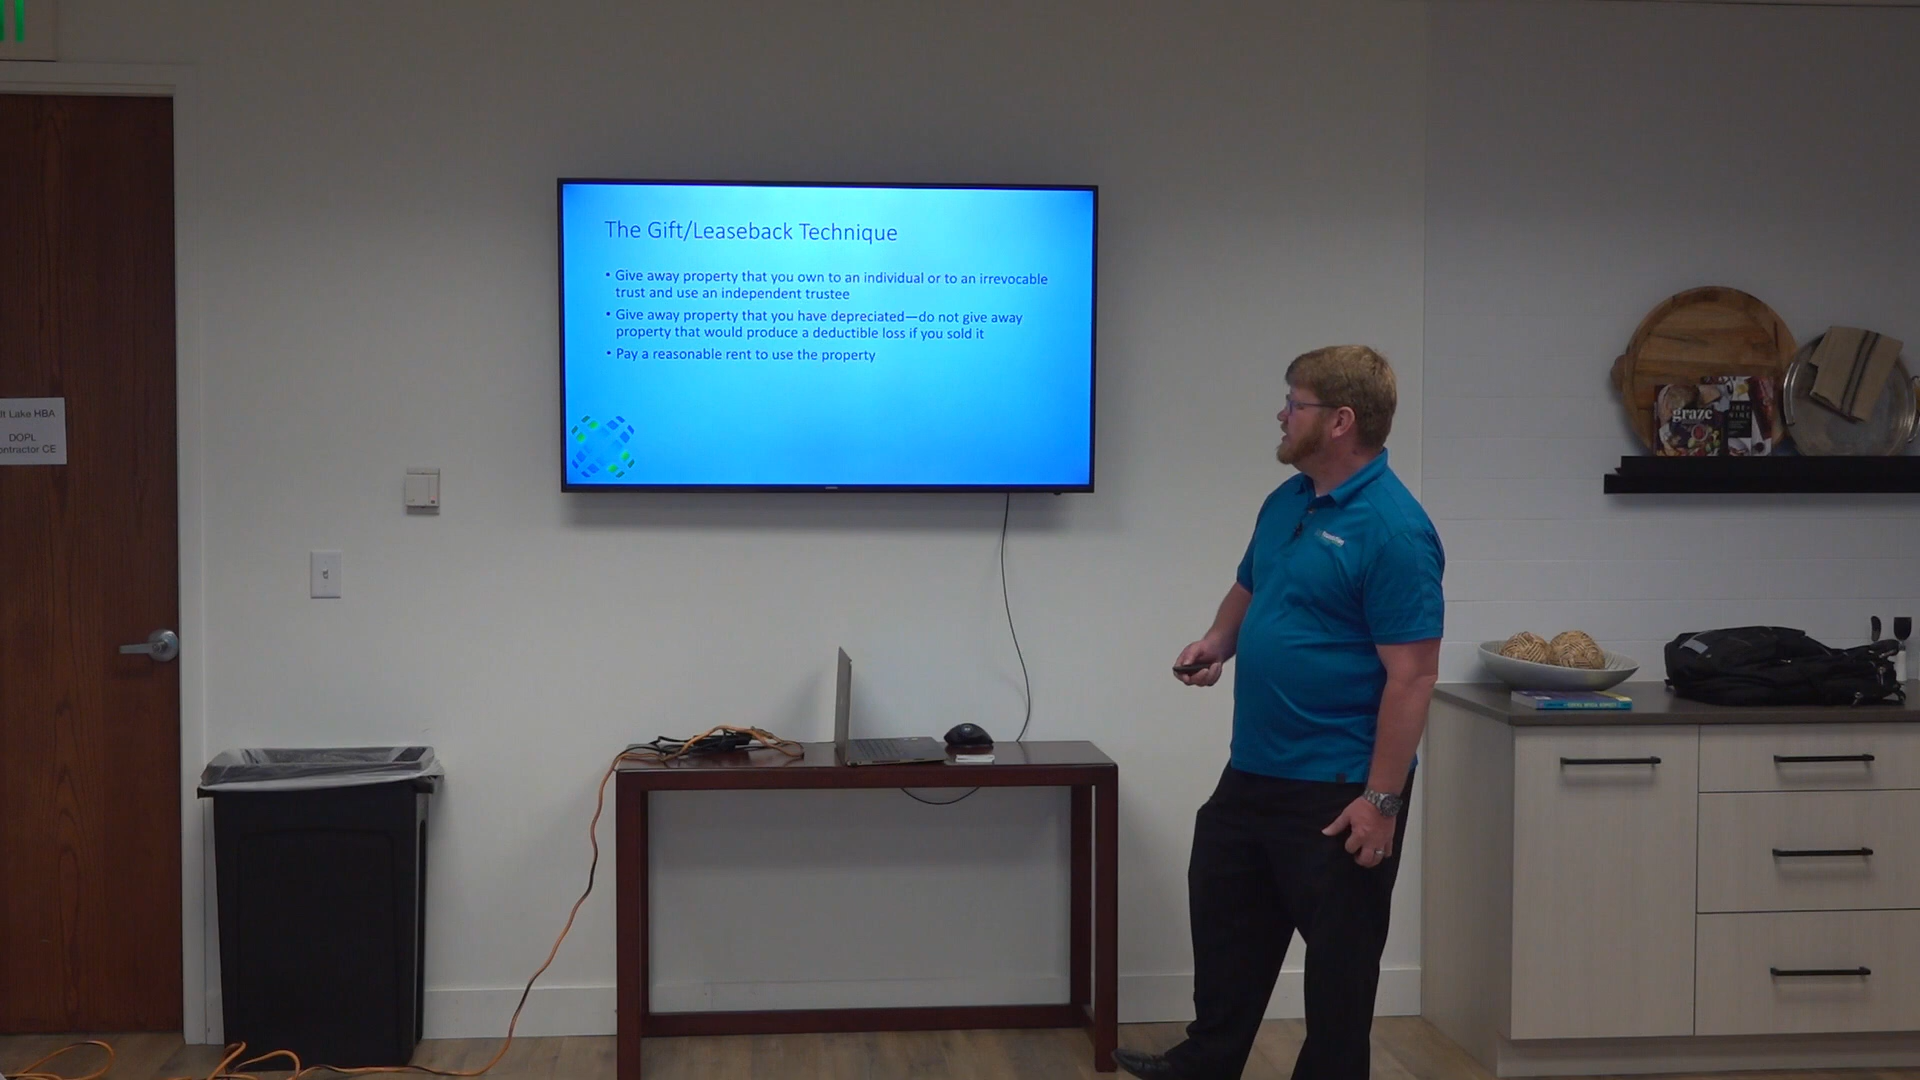 The Gift/Leaseback Technique
• Give away property that you own to an individual or to an irrevocable
trust and use an independent trustee
• Give away property that you have depreciated—do not give away
property that would produce a deductible loss if you sold it
• Pay a reasonable rent to use the property
lt Lake HBA
DOPL
ontractor CE
graze